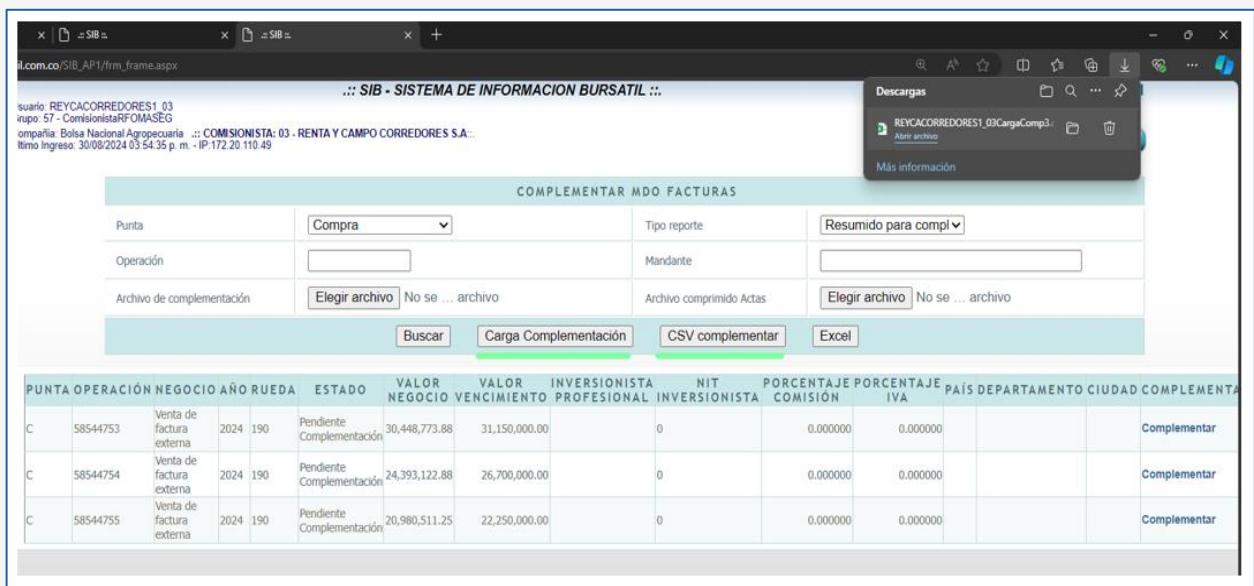 .:: SIB ::.
.:: SIB ::.
il.com.co/SIB_AP1/frm_frame.aspx
.:: SIB - SISTEMA DE INFORMACION BURSATIL ::.
suario: REYCACORREDORES1_03
rupo: 57 - ComisionistaRFOMASEG
ompañia: Bolsa Nacional Agropecuaria .:: COMISIONISTA: 03 - RENTA Y CAMPO CORREDORES S.A::.
ltimo Ingreso: 30/08/2024 03:54:35 p. m. - IP:172.20.110.49
Descargas
REYCACORREDORES1_03CargaComp3.
Abrir archivo
Más información
COMPLEMENTAR MDO FACTURAS
Punta Compra Tipo reporte Resumido para compl
Operación Mandante
Archivo de complementación Elegir archivo No se ... archivo Archivo comprimido Actas Elegir archivo No se ... archivo
Buscar Carga Complementación CSV complementar Excel
PUNTA OPERACIÓN NEGOCIO AÑO RUEDA ESTADO VALOR NEGOCIO VALOR VENCIMIENTO INVERSIONISTA PROFESIONAL NIT INVERSIONISTA PORCENTAJE COMISIÓN PORCENTAJE IVA PAÍS DEPARTAMENTO CIUDAD COMPLEMENTA
C 58544753 Venta de factura externa 2024 190 Pendiente Complementación 30,448,773.88 31,150,000.00 0 0.000000 0.000000 Complementar
C 58544754 Venta de factura externa 2024 190 Pendiente Complementación 24,393,122.88 26,700,000.00 0 0.000000 0.000000 Complementar
C 58544755 Venta de factura externa 2024 190 Pendiente Complementación 20,980,511.25 22,250,000.00 0 0.000000 0.000000 Complementar